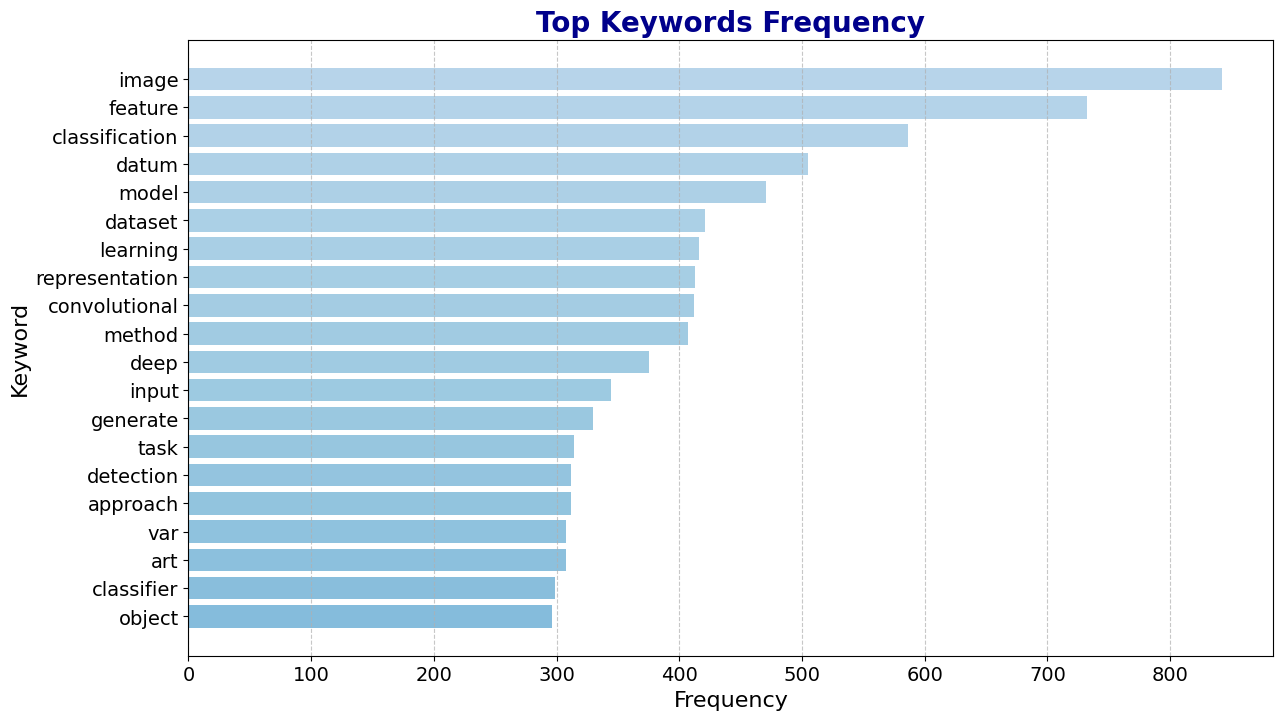 Top Keywords Frequency
Keyword
image
feature
classification
datum
model
dataset
learning
representation
convolutional
method
deep
input
generate
task
detection
approach
var
art
classifier
object
0 100 200 300 400 500 600 700 800
Frequency